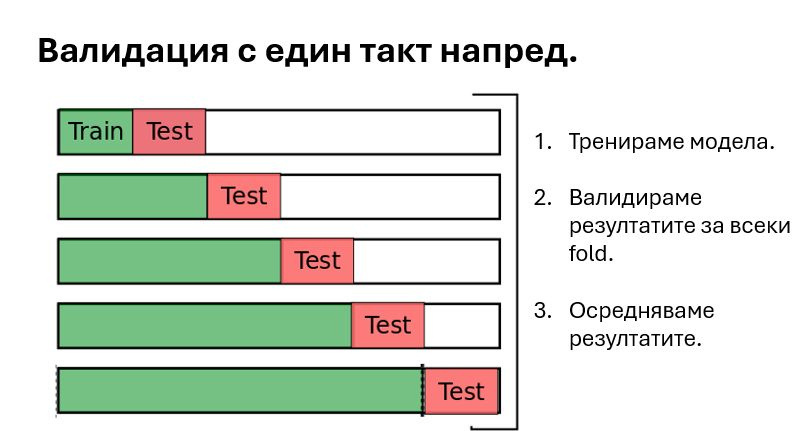 Валидация с един такт напред.
Train Test
Test
Test
Test
Test
1. Тренираме модела.
2. Валидираме
резултатите за всеки
fold.
3. Осредняваме
резултатите.